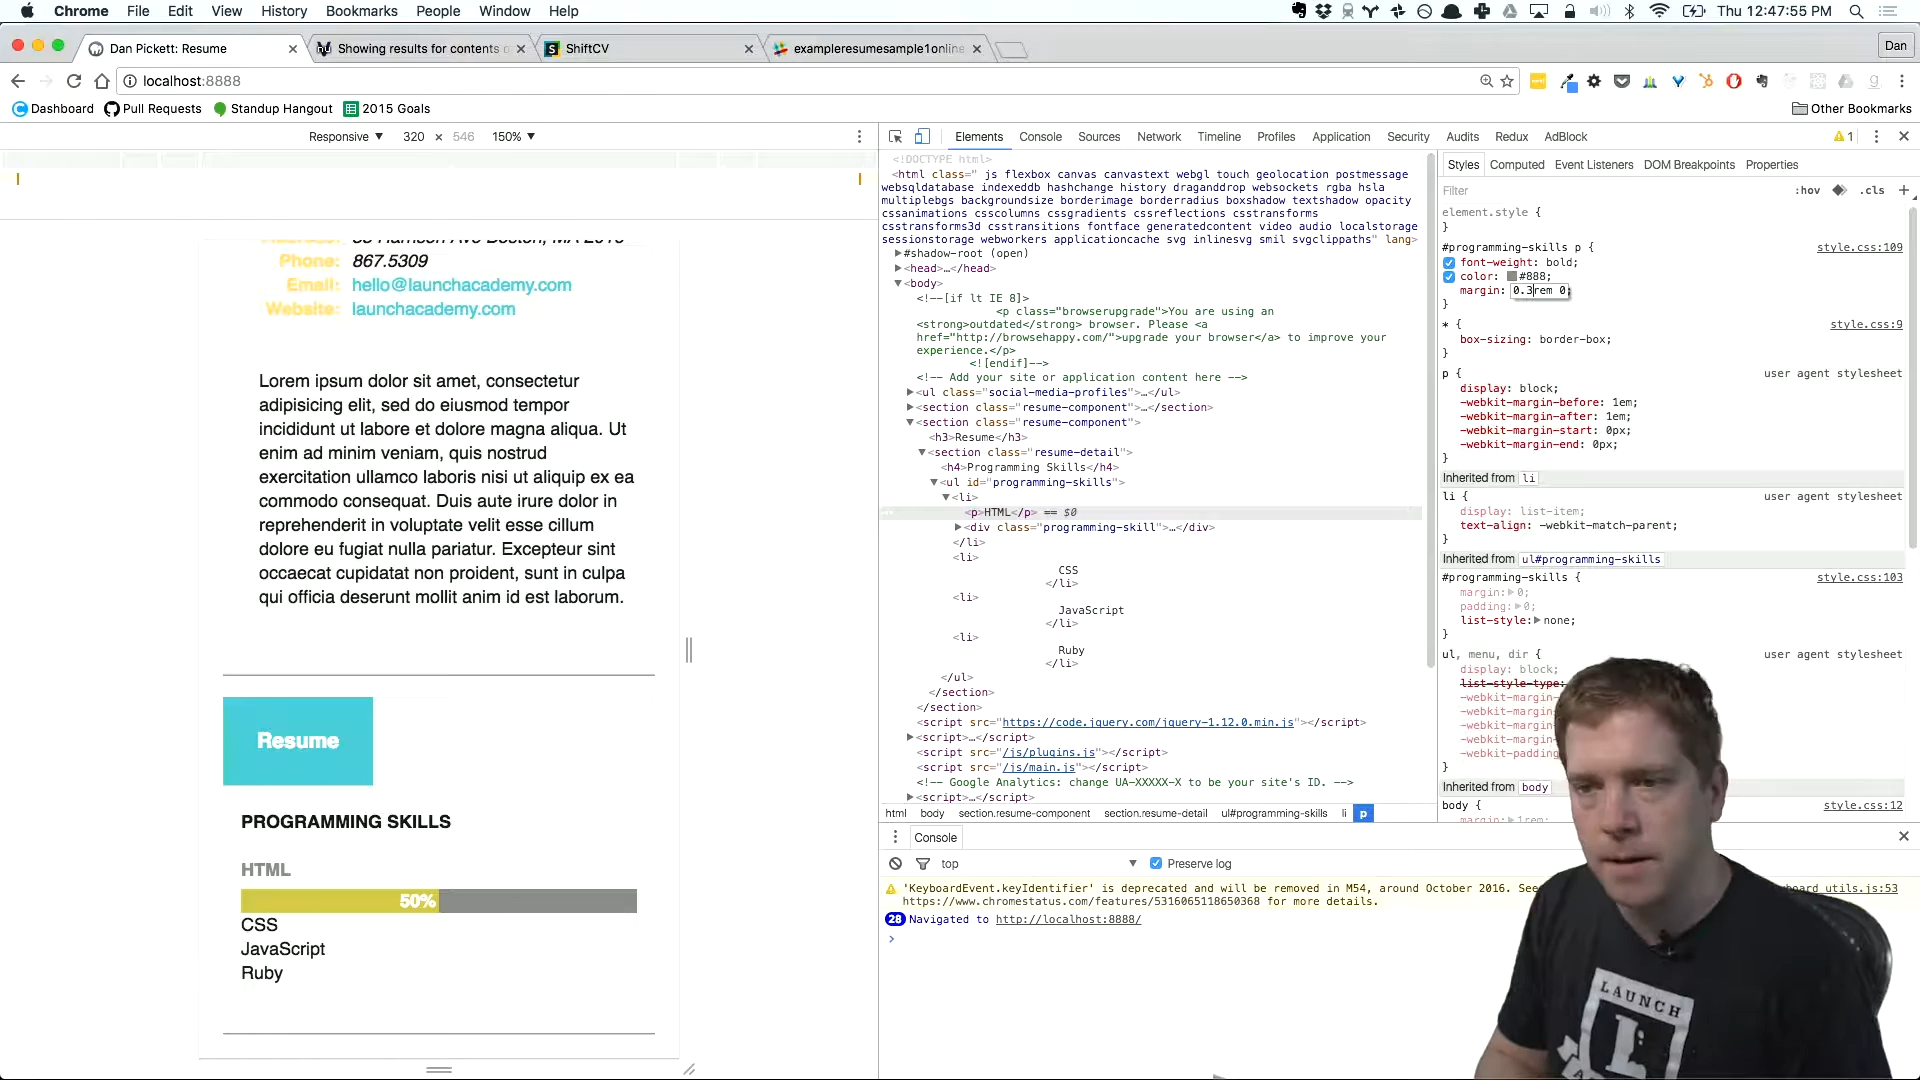 Chrome File Edit View History Bookmarks People Window Help Thu 12:47:55 PM
Dan Pickett: Resume
Showing results for contents o
ShiftCV
exampleresumesample1online
Dan
localhost:8888
Dashboard Pull Requests Standup Hangout 2015 Goals Other Bookmarks
Responsive ▼ 320 × 546 150% ▼
Phone: 867.5309
Email: hello@launchacademy.com
Website: launchacademy.com
Lorem ipsum dolor sit amet, consectetur
adipisicing elit, sed do eiusmod tempor
incididunt ut labore et dolore magna aliqua. Ut
enim ad minim veniam, quis nostrud
exercitation ullamco laboris nisi ut aliquip ex ea
commodo consequat. Duis aute irure dolor in
reprehenderit in voluptate velit esse cillum
dolore eu fugiat nulla pariatur. Excepteur sint
occaecat cupidatat non proident, sunt in culpa
qui officia deserunt mollit anim id est laborum.
Resume
PROGRAMMING SKILLS
HTML
50%
CSS
JavaScript
Ruby
Elements Console Sources Network Timeline Profiles Application Security Audits Redux AdBlock 1
<!DOCTYPE html>
<html class=" js flexbox canvas canvastext webgl touch geolocation postmessage
websqldatabase indexeddb hashchange history draganddrop websockets rgba hsla
multiplebgs backgroundsize borderimage borderradius boxshadow textshadow opacity
cssanimations csscolumns cssgradients cssreflections csstransforms
csstransforms3d csstransitions fontface generatedcontent video audio localstorage
sessionstorage webworkers applicationcache svg inlinesvg smil svgclippaths" lang>
▶#shadow-root (open)
▶<head>…</head>
▼<body>
<!--[if lt IE 8]>
<p class="browserupgrade">You are using an
<strong>outdated</strong> browser. Please <a
href="http://browsehappy.com/">upgrade your browser</a> to improve your
experience.</p>
<![endif]-->
<!-- Add your site or application content here -->
▶<ul class="social-media-profiles">…</ul>
▶<section class="resume-component">…</section>
▼<section class="resume-component">
<h3>Resume</h3>
▼<section class="resume-detail">
<h4>Programming Skills</h4>
▼<ul id="programming-skills">
▼<li>
<p>HTML</p> == $0
▶<div class="programming-skill">…</div>
</li>
<li>
CSS
</li>
<li>
JavaScript
</li>
<li>
Ruby
</li>
</ul>
</section>
</section>
<script src="https://code.jquery.com/jquery-1.12.0.min.js"></script>
▶<script>…</script>
<script src="/js/plugins.js"></script>
<script src="/js/main.js"></script>
<!-- Google Analytics: change UA-XXXXX-X to be your site's ID. -->
▶<script>…</script>
html body section.resume-component section.resume-detail ul#programming-skills li p
Styles Computed Event Listeners DOM Breakpoints Properties
Filter :hov .cls +
element.style {
}
#programming-skills p { style.css:109
font-weight: bold;
color: #888;
margin: 0.3rem 0;
}
* { style.css:9
box-sizing: border-box;
}
p { user agent stylesheet
display: block;
-webkit-margin-before: 1em;
-webkit-margin-after: 1em;
-webkit-margin-start: 0px;
-webkit-margin-end: 0px;
}
Inherited from li
li { user agent stylesheet
display: list-item;
text-align: -webkit-match-parent;
}
Inherited from ul#programming-skills
#programming-skills { style.css:103
margin:▶0;
padding:▶0;
list-style:▶none;
}
ul, menu, dir { user agent stylesheet
display: block;
list-style-type:
-webkit-margin-
-webkit-margin-
-webkit-margin-
-webkit-margin-
-webkit-padding
}
Inherited from body
body { style.css:12
margin:▶1rem;
Console
top ▼ Preserve log
'KeyboardEvent.keyIdentifier' is deprecated and will be removed in M54, around October 2016. See utils.js:53
https://www.chromestatus.com/features/5316065118650368 for more details.
28 Navigated to http://localhost:8888/
LAUNCH